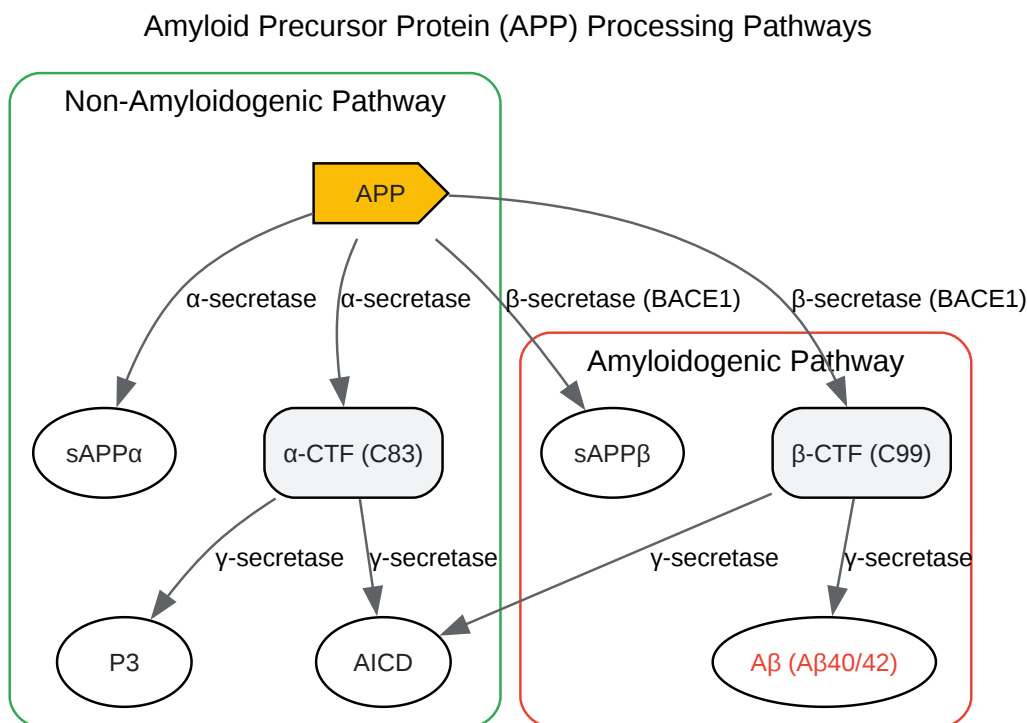 Amyloid Precursor Protein (APP) Processing Pathways
Non-Amyloidogenic Pathway
APP
α-secretase
α-secretase
β-secretase (BACE1)
β-secretase (BACE1)
Amyloidogenic Pathway
sAPPα
α-CTF (C83)
sAPPβ
β-CTF (C99)
γ-secretase
γ-secretase
γ-secretase
γ-secretase
P3
AICD
Aβ (Aβ40/42)